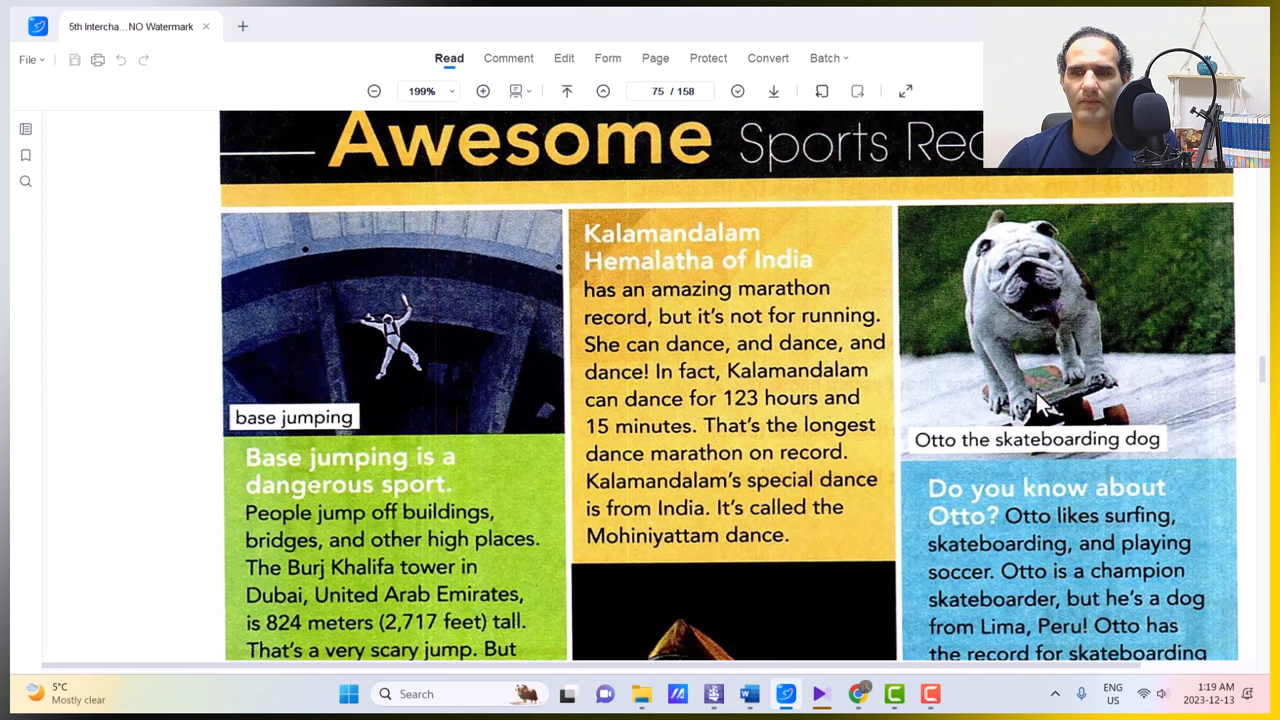 5th Intercha...NO Watermark
File
Read
Comment
Edit
Form
Page
Protect
Convert
Batch
199%
75 / 158
Awesome Sports Rec
base jumping
Base jumping is a
dangerous sport.
People jump off buildings,
bridges, and other high places.
The Burj Khalifa tower in
Dubai, United Arab Emirates,
is 824 meters (2,717 feet) tall.
That's a very scary jump. But
Kalamandalam
Hemalatha of India
has an amazing marathon
record, but it's not for running.
She can dance, and dance, and
dance! In fact, Kalamandalam
can dance for 123 hours and
15 minutes. That's the longest
dance marathon on record.
Kalamandalam's special dance
is from India. It's called the
Mohiniyattam dance.
Otto the skateboarding dog
Do you know about
Otto? Otto likes surfing,
skateboarding, and playing
soccer. Otto is a champion
skateboarder, but he's a dog
from Lima, Peru! Otto has
the record for skateboarding
5°C
Mostly clear
Search
ENG
US
1:19 AM
2023-12-13